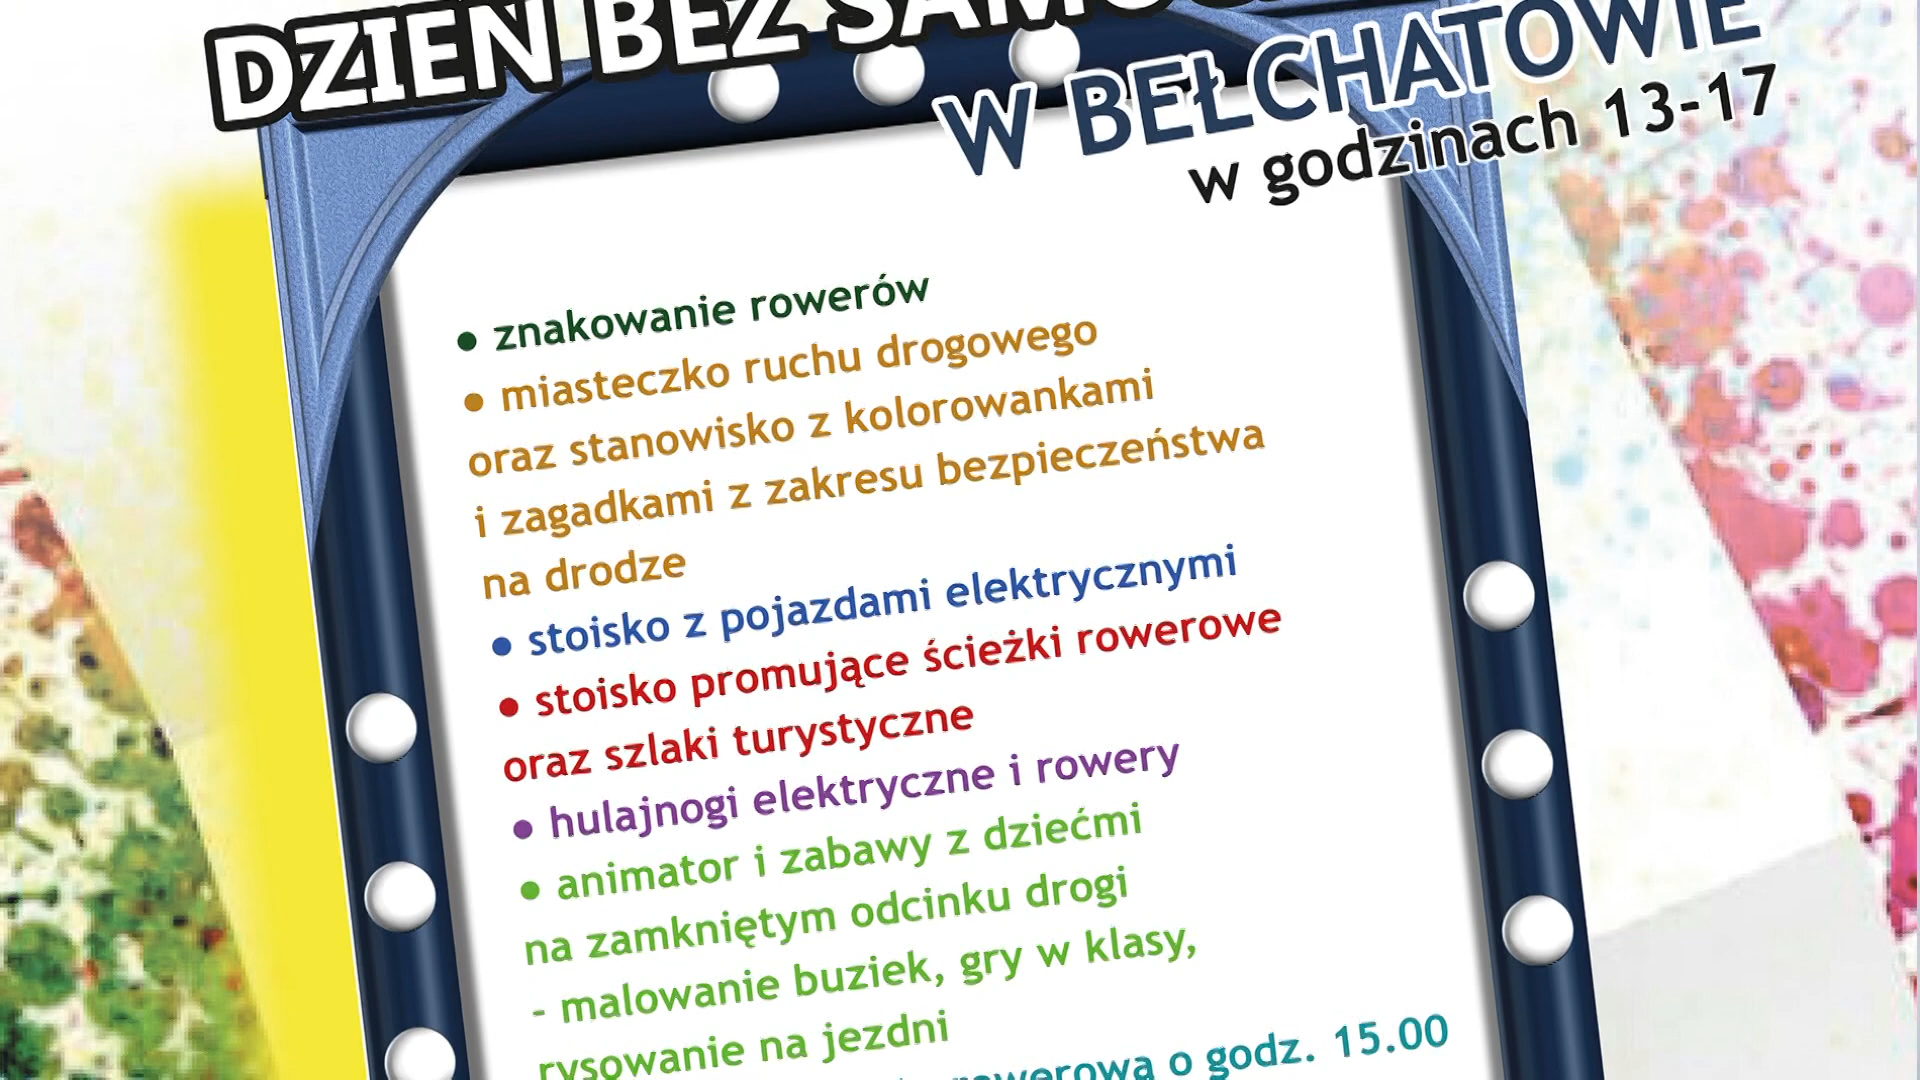 DZIEŃ BEZ
W BEŁCHATOWIE
w godzinach 13-17
• znakowanie rowerów
• miasteczko ruchu drogowego
oraz stanowisko z kolorowankami
i zagadkami z zakresu bezpieczeństwa
na drodze
• stoisko z pojazdami elektrycznymi
• stoisko promujące ścieżki rowerowe
oraz szlaki turystyczne
• hulajnogi elektryczne i rowery
• animator i zabawy z dziećmi
na zamkniętym odcinku drogi
- malowanie buziek, gry w klasy,
rysowanie na jezdni
rowerową o godz. 15.00